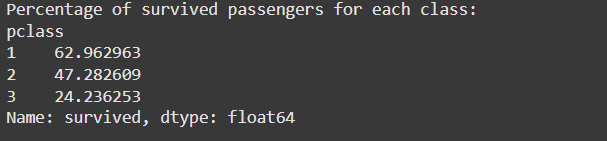 Percentage of survived passengers for each class:
pclass
1    62.962963
2    47.282609
3    24.236253
Name: survived, dtype: float64